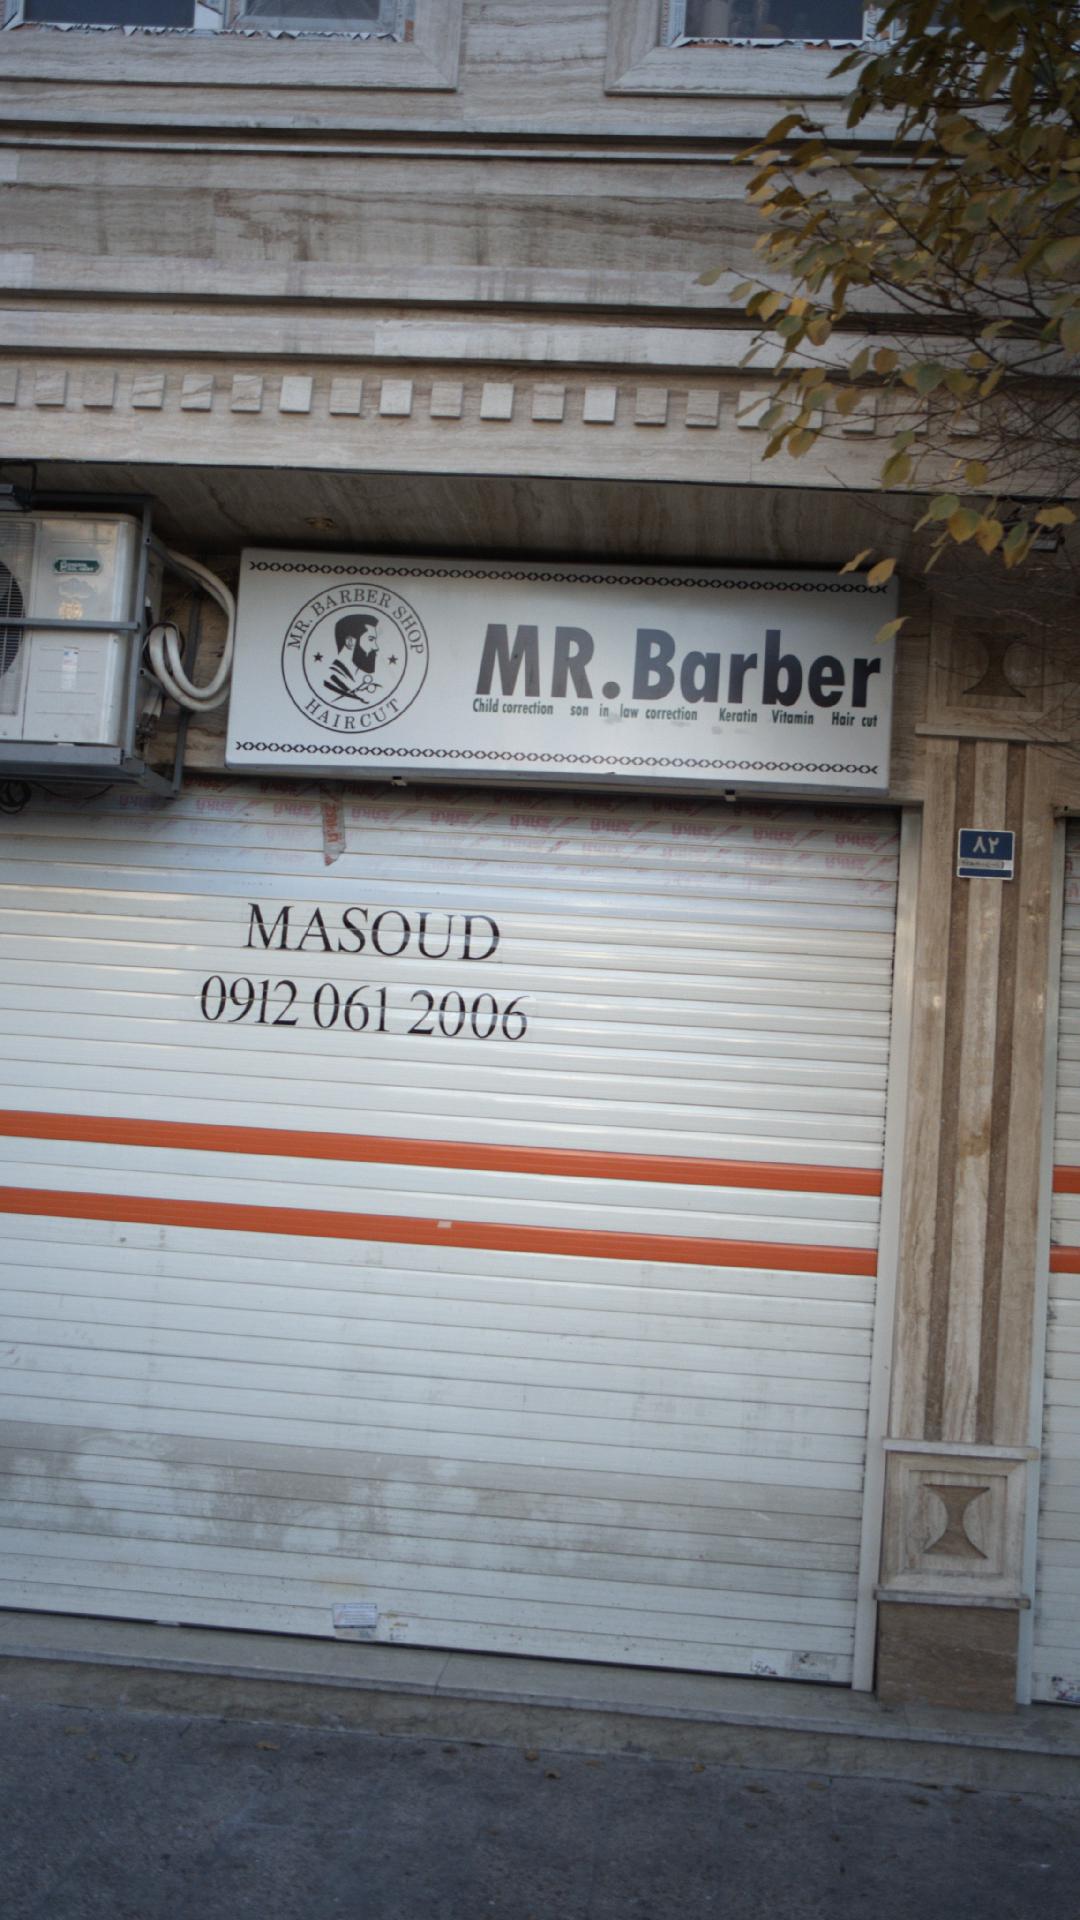 MR. BARBER SHOP
HAIRCUT
MR. Barber
Child correction son in law correction Keratin Vitamin Hair cut
۸۲
MASOUD
0912 061 2006